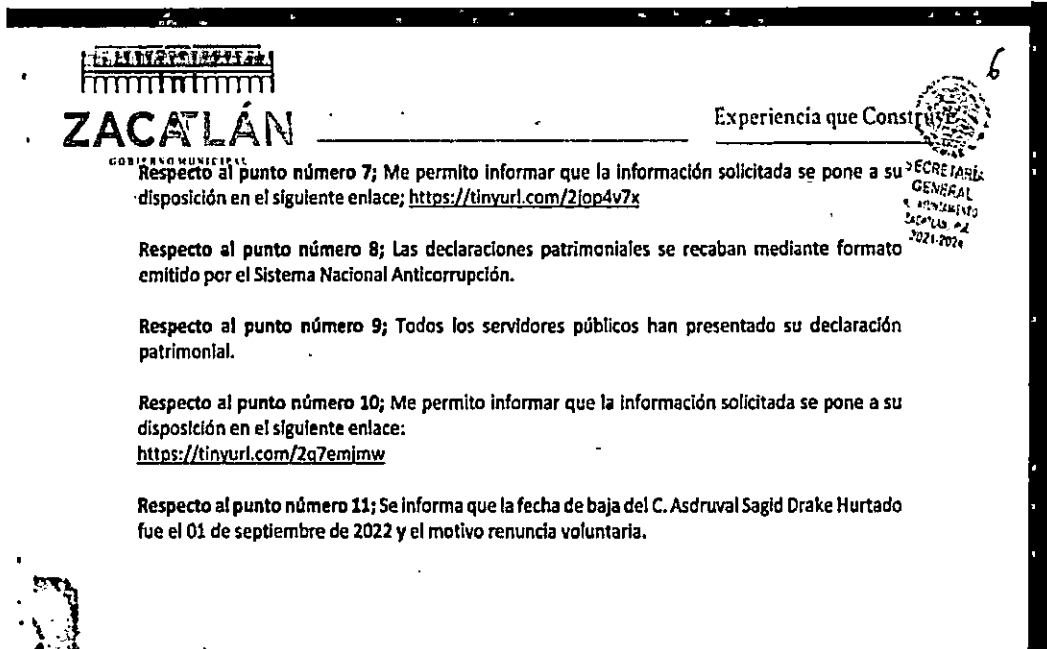 6
ZACATLÁN
GOBIERNO MUNICIPAL
Experiencia que Construye
SECRETARÍA
GENERAL
H. AYUNTAMIENTO
ZACATLÁN, PUE.
2021-2024
Respecto al punto número 7; Me permito informar que la información solicitada se pone a su
disposición en el siguiente enlace; https://tinyurl.com/2jop4v7x
Respecto al punto número 8; Las declaraciones patrimoniales se recaban mediante formato
emitido por el Sistema Nacional Anticorrupción.
Respecto al punto número 9; Todos los servidores públicos han presentado su declaración
patrimonial.
Respecto al punto número 10; Me permito informar que la información solicitada se pone a su
disposición en el siguiente enlace:
https://tinyurl.com/2q7emjmw
Respecto al punto número 11; Se informa que la fecha de baja del C. Asdruval Sagid Drake Hurtado
fue el 01 de septiembre de 2022 y el motivo renuncia voluntaria.